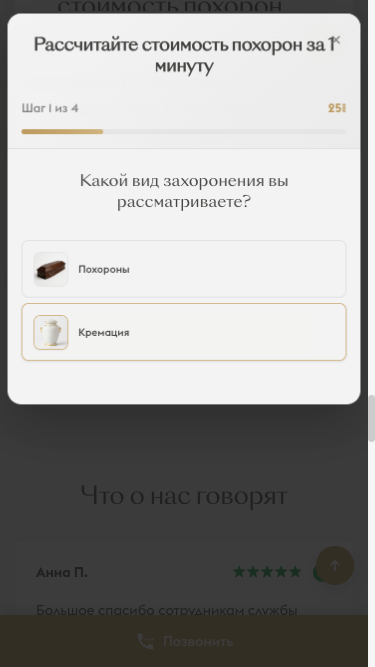 стоимость похорон
Рассчитайте стоимость похорон за 1
минуту
×
Шаг 1 из 4
Какой вид захоронения вы
рассматриваете?
Похороны
Кремация
Что о нас говорят
Анна П.
Большое спасибо сотрудникам службы
Позвонить